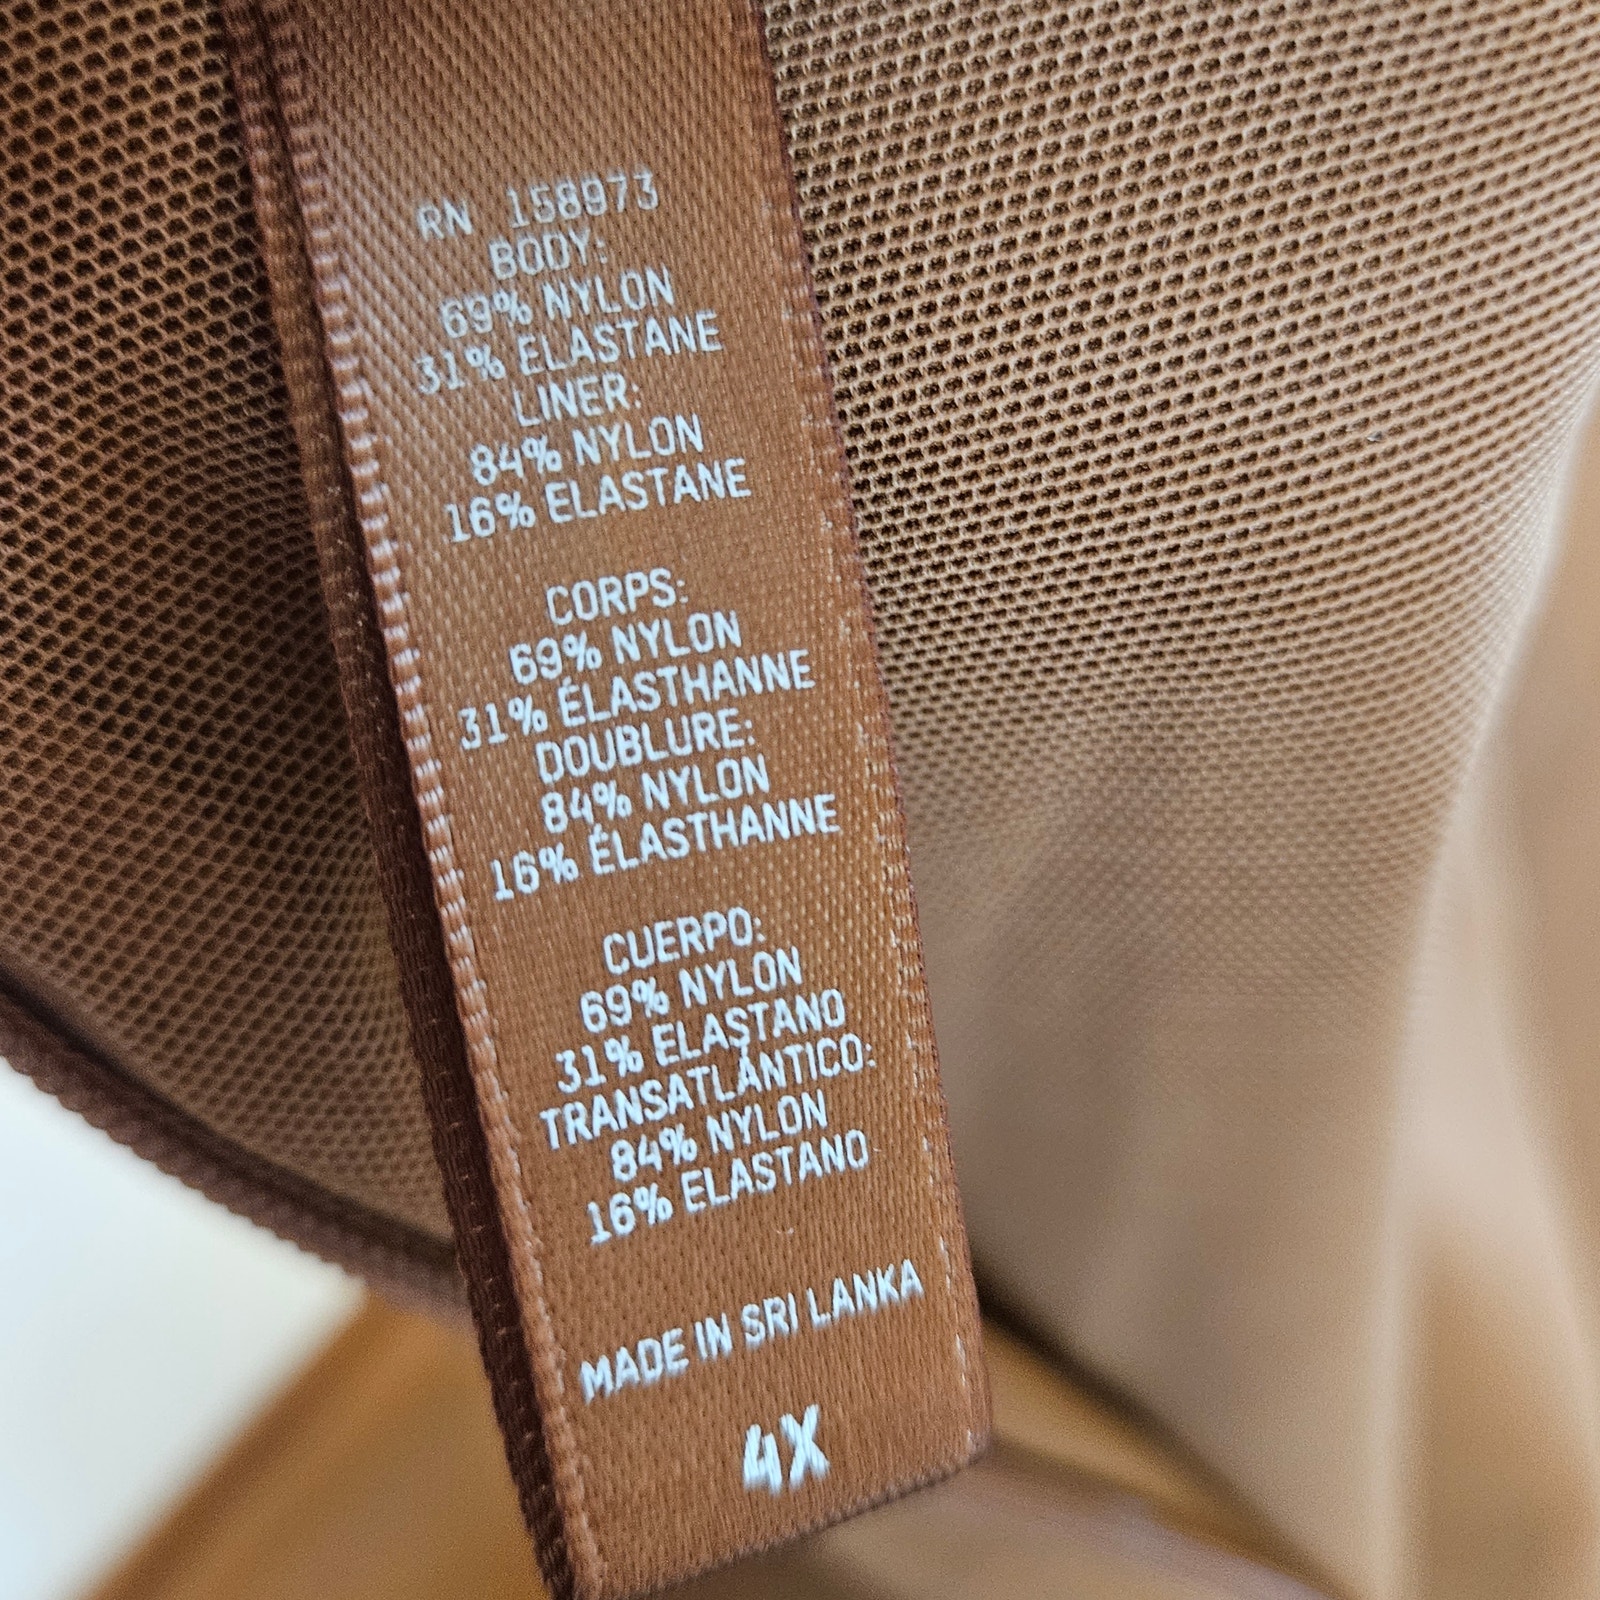 RN 158973
BODY:
69% NYLON
31% ELASTANE
LINER:
84% NYLON
16% ELASTANE
CORPS:
69% NYLON
31% ÉLASTHANNE
DOUBLURE:
84% NYLON
16% ÉLASTHANNE
CUERPO:
69% NYLON
31% ELASTANO
TRANSATLÁNTICO:
84% NYLON
16% ELASTANO
MADE IN SRI LANKA
4X